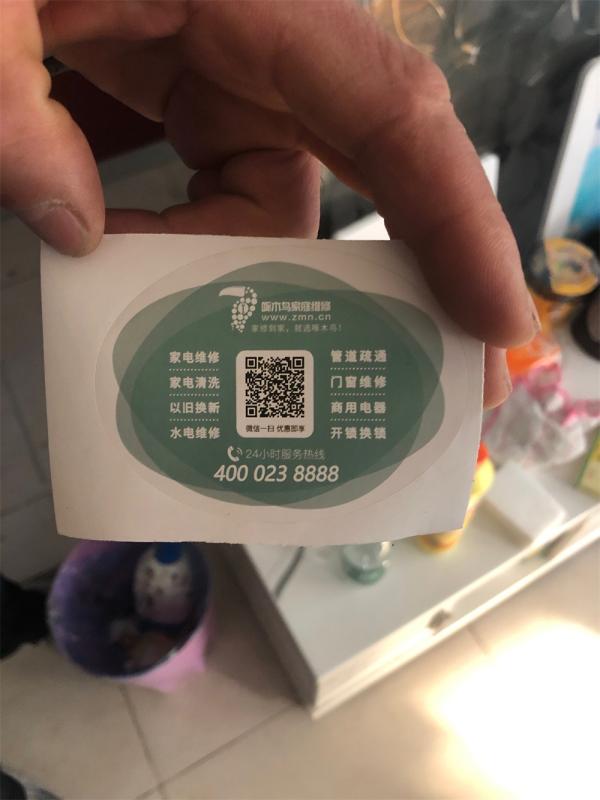 啄木鸟家庭维修
www.zmn.cn
家修到家，就选啄木鸟！
家电维修
家电清洗
以旧换新
水电维修
管道疏通
门窗维修
商用电器
开锁换锁
微信一扫 优惠即享
24小时服务热线
400 023 8888